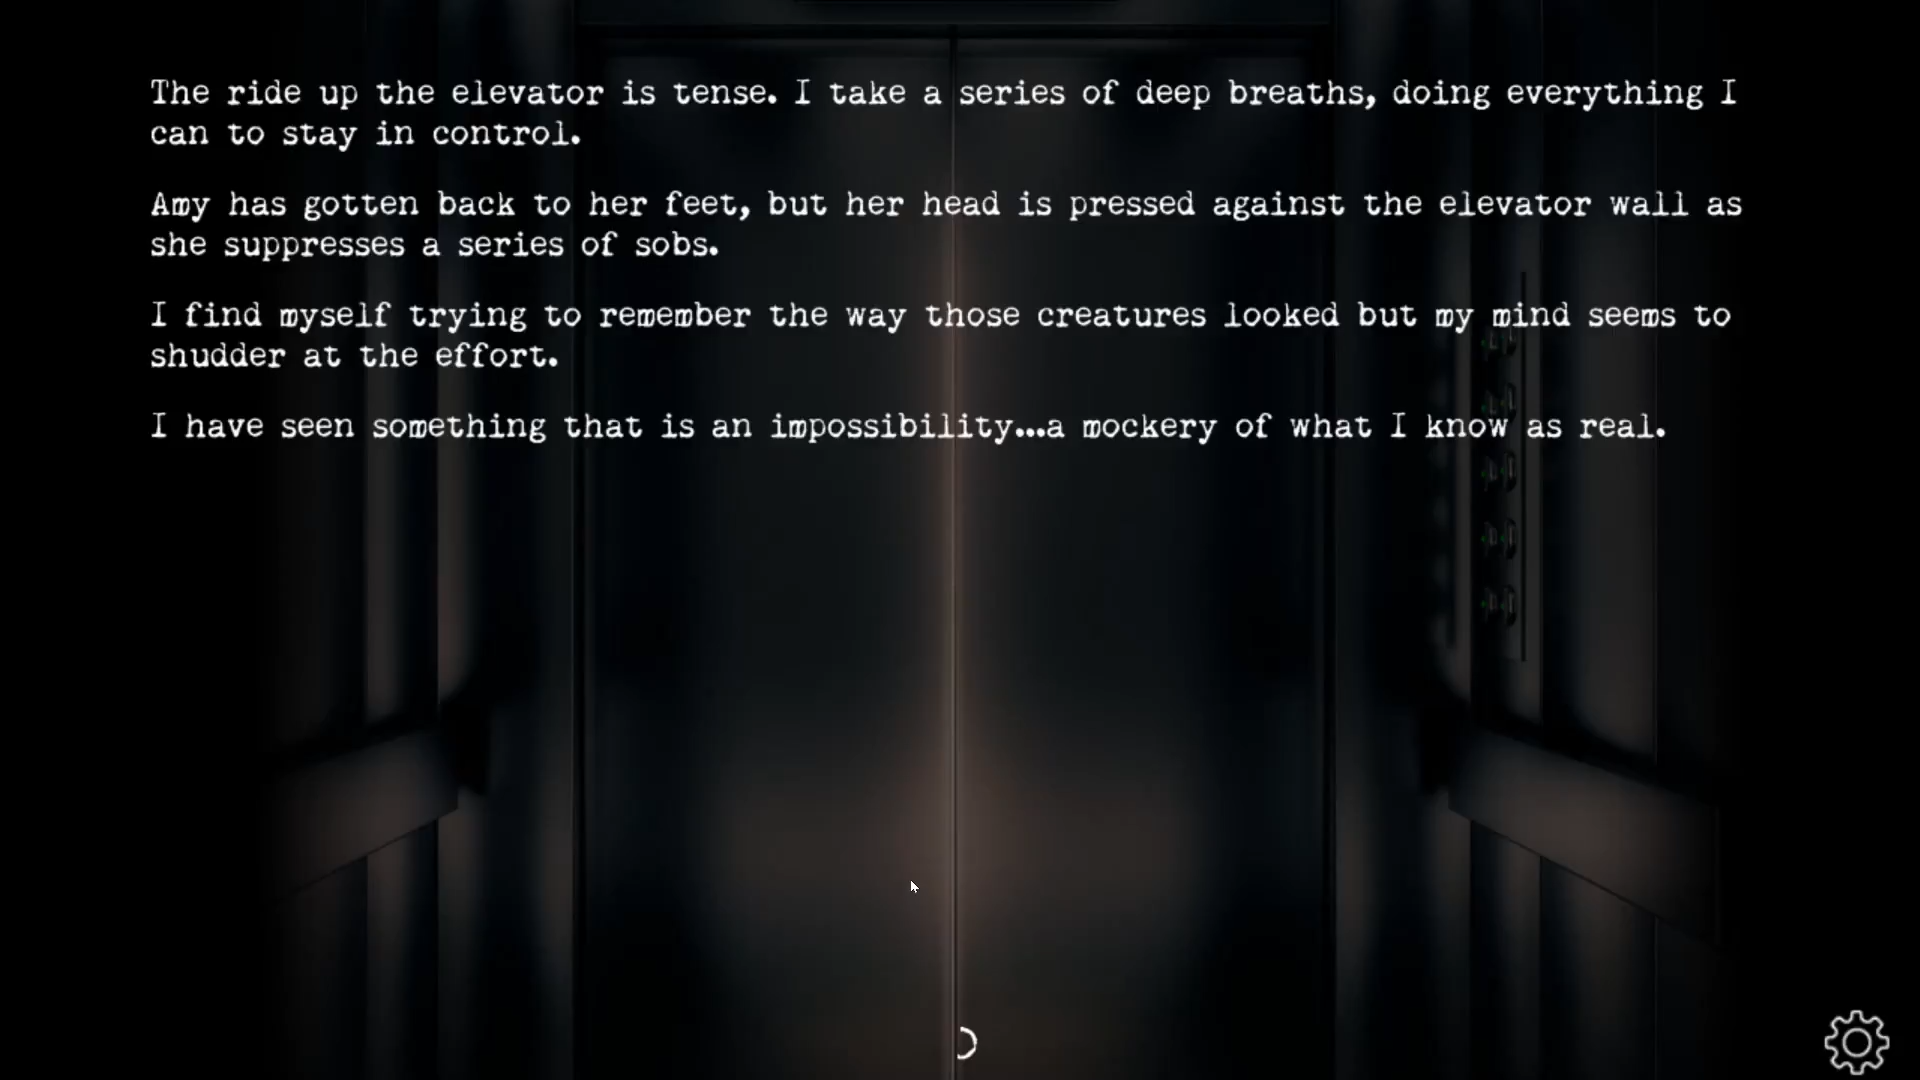 The ride up the elevator is tense. I take a series of deep breaths, doing everything I
can to stay in control.
Amy has gotten back to her feet, but her head is pressed against the elevator wall as
she suppresses a series of sobs.
I find myself trying to remember the way those creatures looked but my mind seems to
shudder at the effort.
I have seen something that is an impossibility...a mockery of what I know as real.